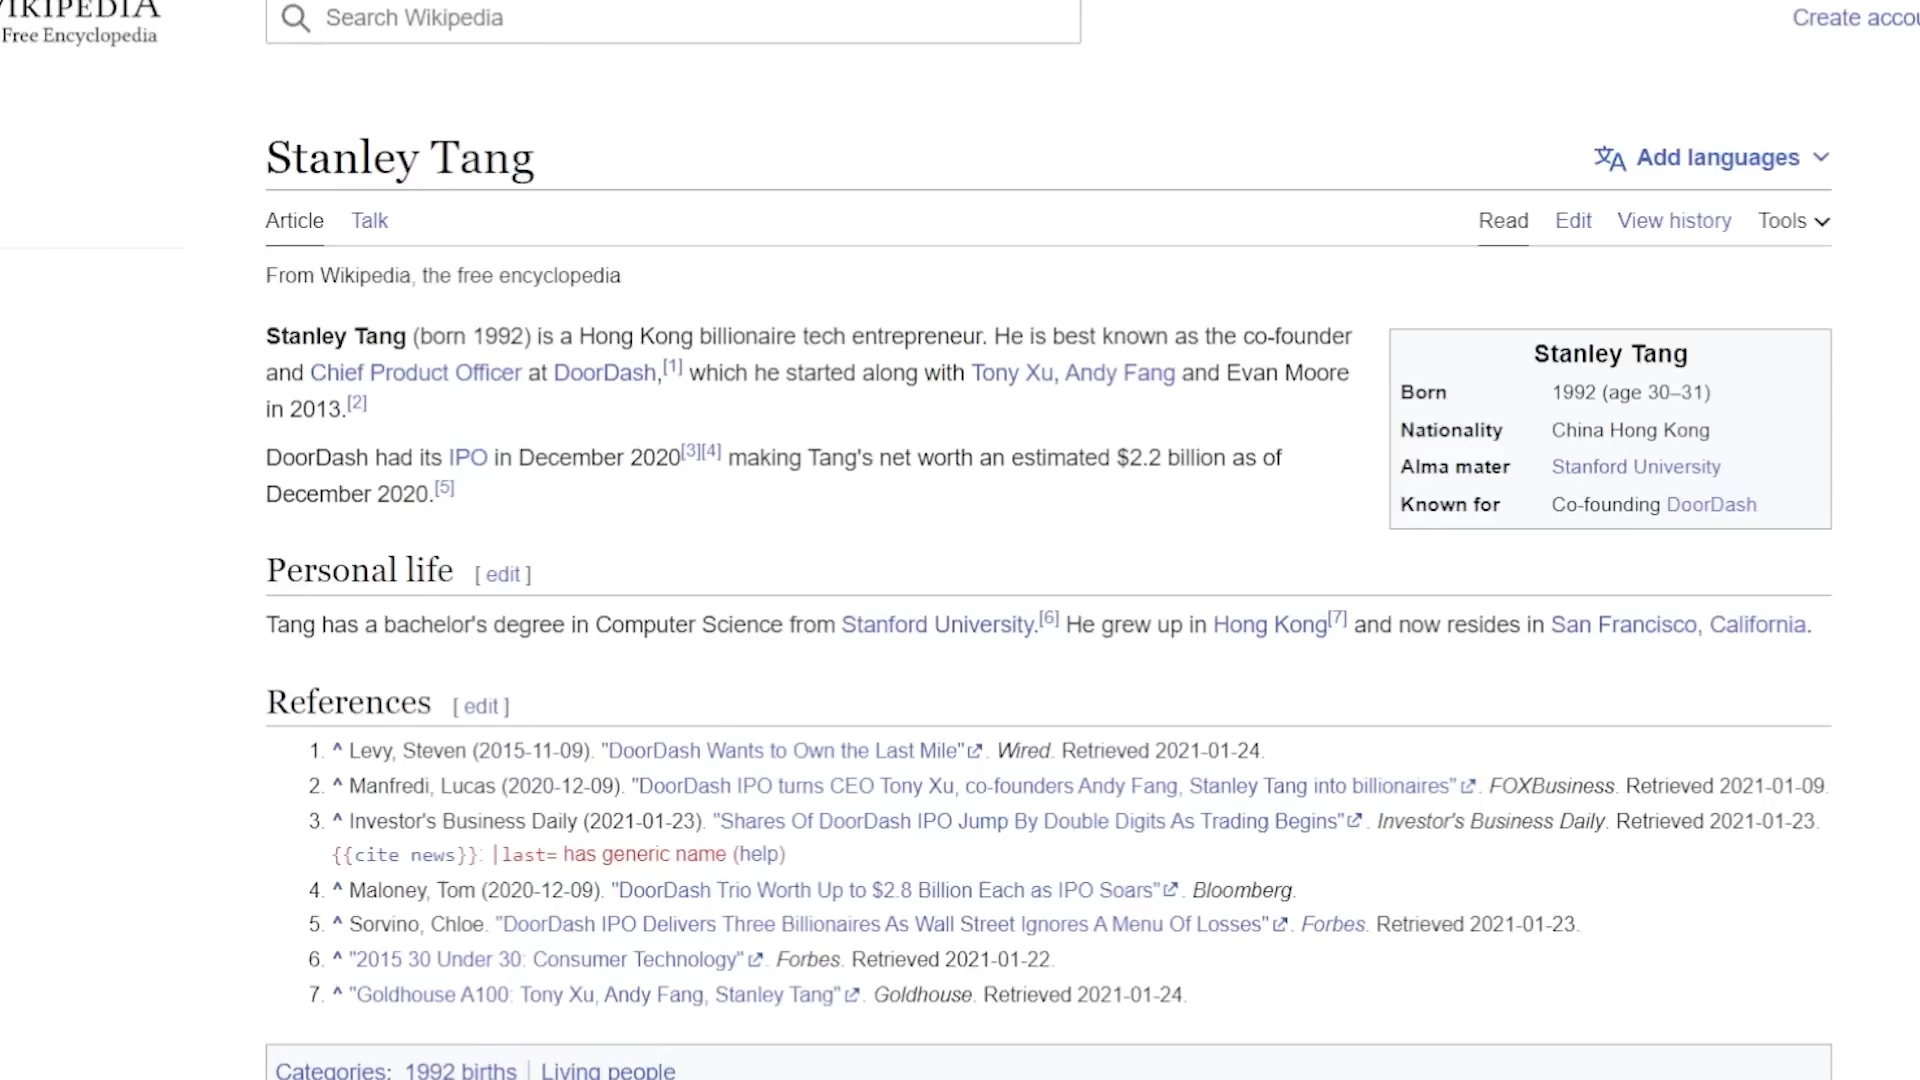 WIKIPEDIA
Free Encyclopedia
Search Wikipedia
Create accou
Stanley Tang
Add languages
Article Talk
Read Edit View history Tools
From Wikipedia, the free encyclopedia
Stanley Tang (born 1992) is a Hong Kong billionaire tech entrepreneur. He is best known as the co-founder
and Chief Product Officer at DoorDash,[1] which he started along with Tony Xu, Andy Fang and Evan Moore
in 2013.[2]
DoorDash had its IPO in December 2020[3][4] making Tang's net worth an estimated $2.2 billion as of
December 2020.[5]
Stanley Tang
Born 1992 (age 30–31)
Nationality China Hong Kong
Alma mater Stanford University
Known for Co-founding DoorDash
Personal life [ edit ]
Tang has a bachelor's degree in Computer Science from Stanford University.[6] He grew up in Hong Kong[7] and now resides in San Francisco, California.
References [ edit ]
1. ^ Levy, Steven (2015-11-09). "DoorDash Wants to Own the Last Mile". Wired. Retrieved 2021-01-24.
2. ^ Manfredi, Lucas (2020-12-09). "DoorDash IPO turns CEO Tony Xu, co-founders Andy Fang, Stanley Tang into billionaires". FOXBusiness. Retrieved 2021-01-09.
3. ^ Investor's Business Daily (2021-01-23). "Shares Of DoorDash IPO Jump By Double Digits As Trading Begins". Investor's Business Daily. Retrieved 2021-01-23.
{{cite news}}: |last= has generic name (help)
4. ^ Maloney, Tom (2020-12-09). "DoorDash Trio Worth Up to $2.8 Billion Each as IPO Soars". Bloomberg.
5. ^ Sorvino, Chloe. "DoorDash IPO Delivers Three Billionaires As Wall Street Ignores A Menu Of Losses". Forbes. Retrieved 2021-01-23.
6. ^ "2015 30 Under 30: Consumer Technology". Forbes. Retrieved 2021-01-22.
7. ^ "Goldhouse A100: Tony Xu, Andy Fang, Stanley Tang". Goldhouse. Retrieved 2021-01-24.
Categories: 1992 births | Living people